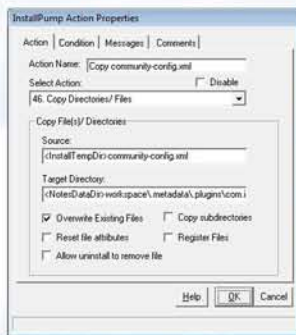 InstallPump Action Properties
Action Condition Messages Comments
Action Name: Copy community-config.xml
Select Action: Disable
46. Copy Directories/ Files
Copy File(s)/ Directories
Source:
<InstallTempDir>community-config.xml
Target Directory:
<NotesDataDir>workspace\.metadata\.plugins\com.i
Overwrite Existing Files Copy subdirectories
Reset file attibutes Register Files
Allow uninstall to remove file
Help OK Cancel